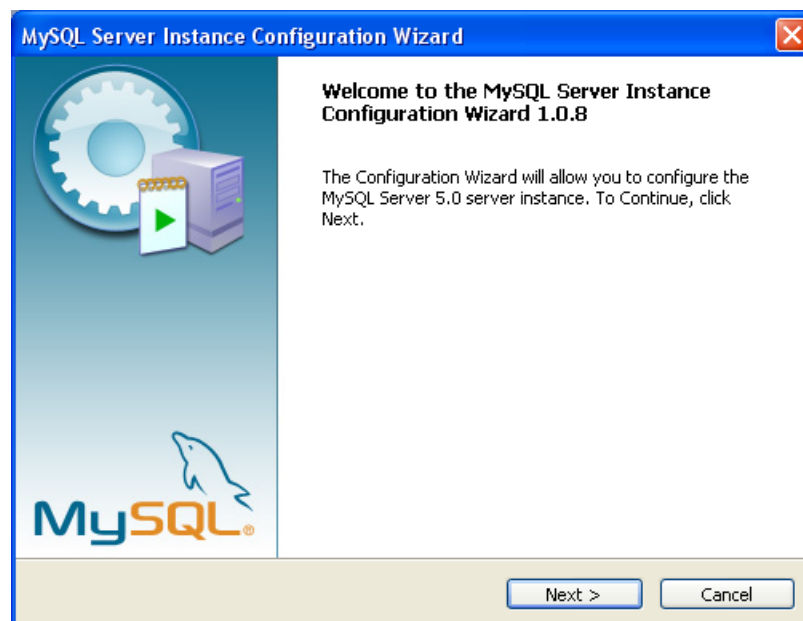 MySQL Server Instance Configuration Wizard
Welcome to the MySQL Server Instance
Configuration Wizard 1.0.8
The Configuration Wizard will allow you to configure the
MySQL Server 5.0 server instance. To Continue, click
Next.
MySQL®
Next >
Cancel